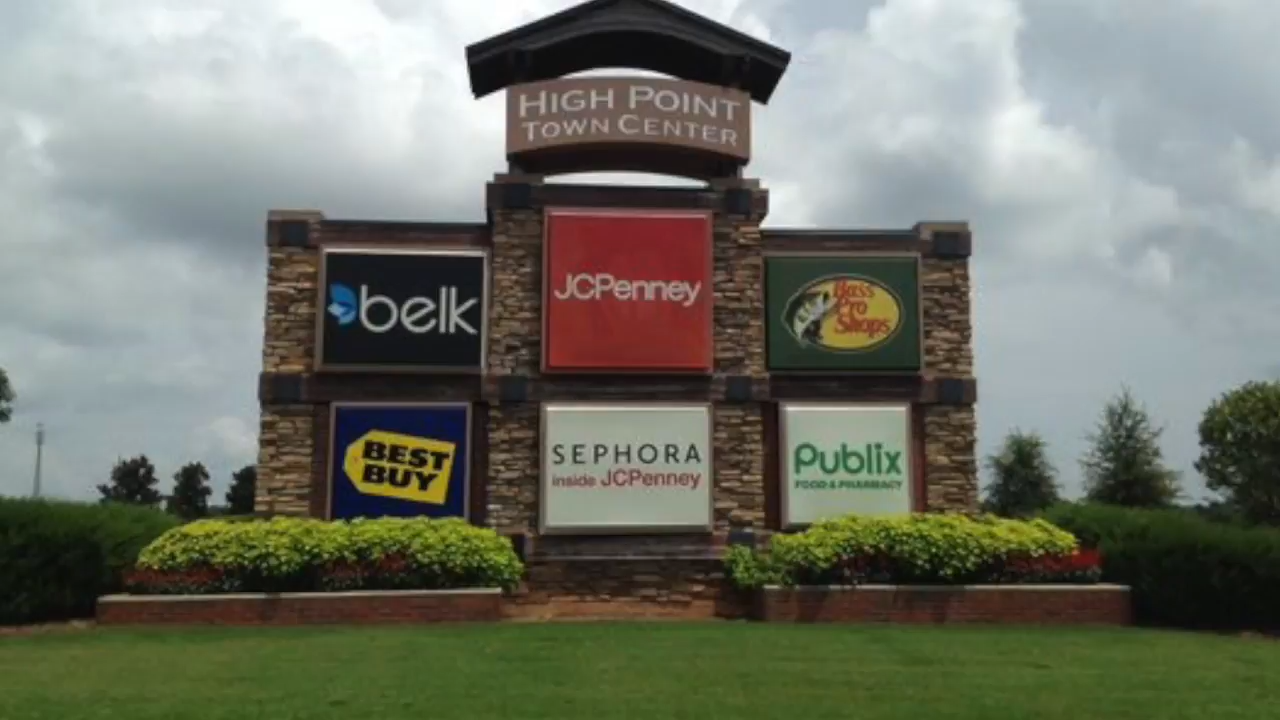 HIGH POINT
TOWN CENTER
belk
JCPenney
Bass
Pro
Shops
BEST
BUY
SEPHORA
inside JCPenney
Publix
FOOD & PHARMACY